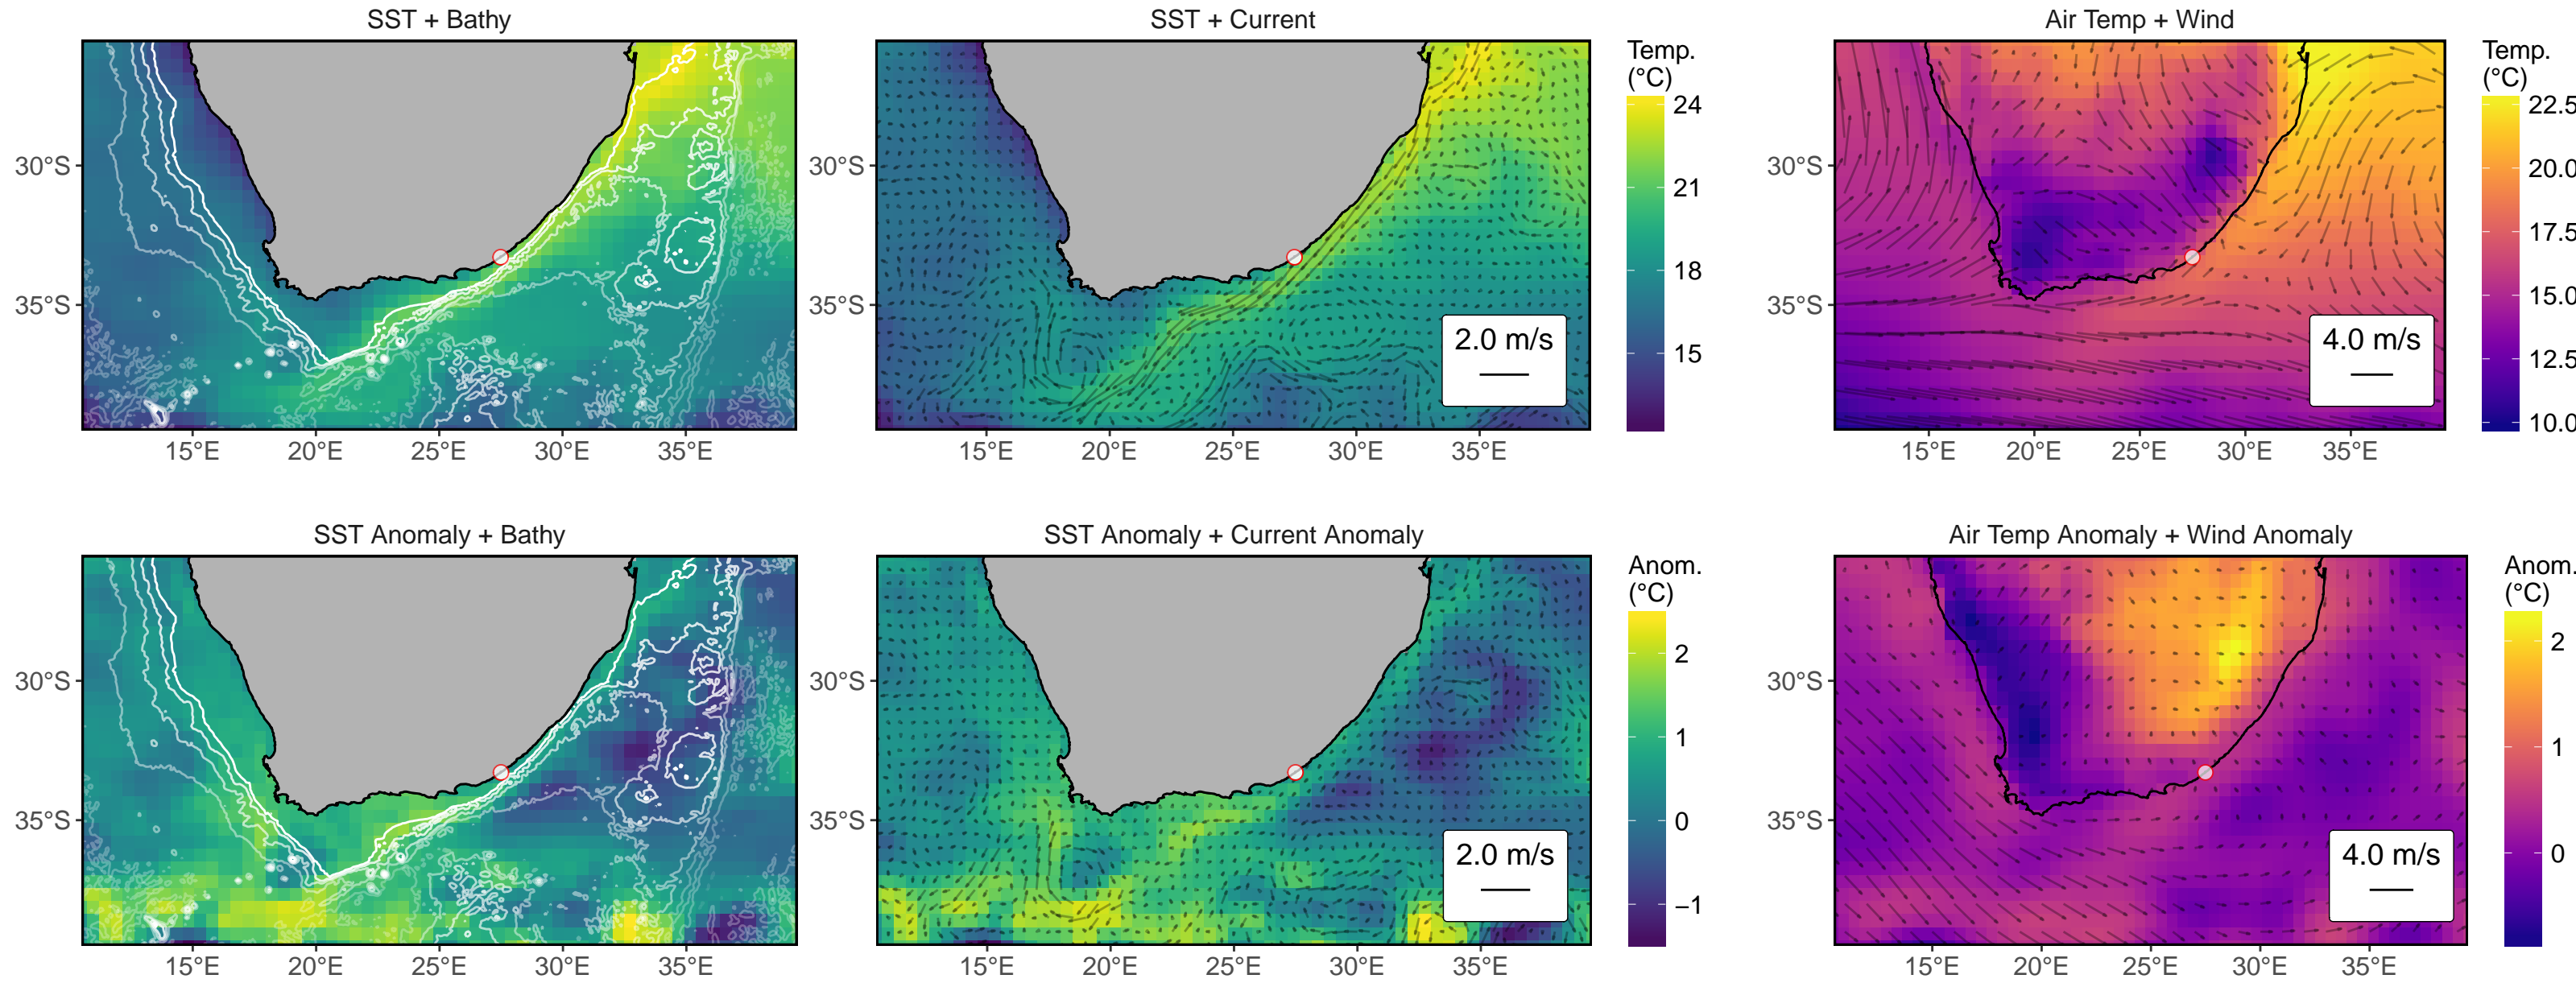 SST + Bathy
SST + Current
Air Temp + Wind
30°S
35°S
15°E 20°E 25°E 30°E 35°E
30°S
35°S
2.0 m/s
15°E 20°E 25°E 30°E 35°E
Temp.
(°C)
24
21
18
15
30°S
35°S
4.0 m/s
15°E 20°E 25°E 30°E 35°E
Temp.
(°C)
22.5
20.0
17.5
15.0
12.5
10.0
SST Anomaly + Bathy
SST Anomaly + Current Anomaly
Air Temp Anomaly + Wind Anomaly
30°S
35°S
15°E 20°E 25°E 30°E 35°E
30°S
35°S
2.0 m/s
15°E 20°E 25°E 30°E 35°E
Anom.
(°C)
2
1
0
−1
30°S
35°S
4.0 m/s
15°E 20°E 25°E 30°E 35°E
Anom.
(°C)
2
1
0